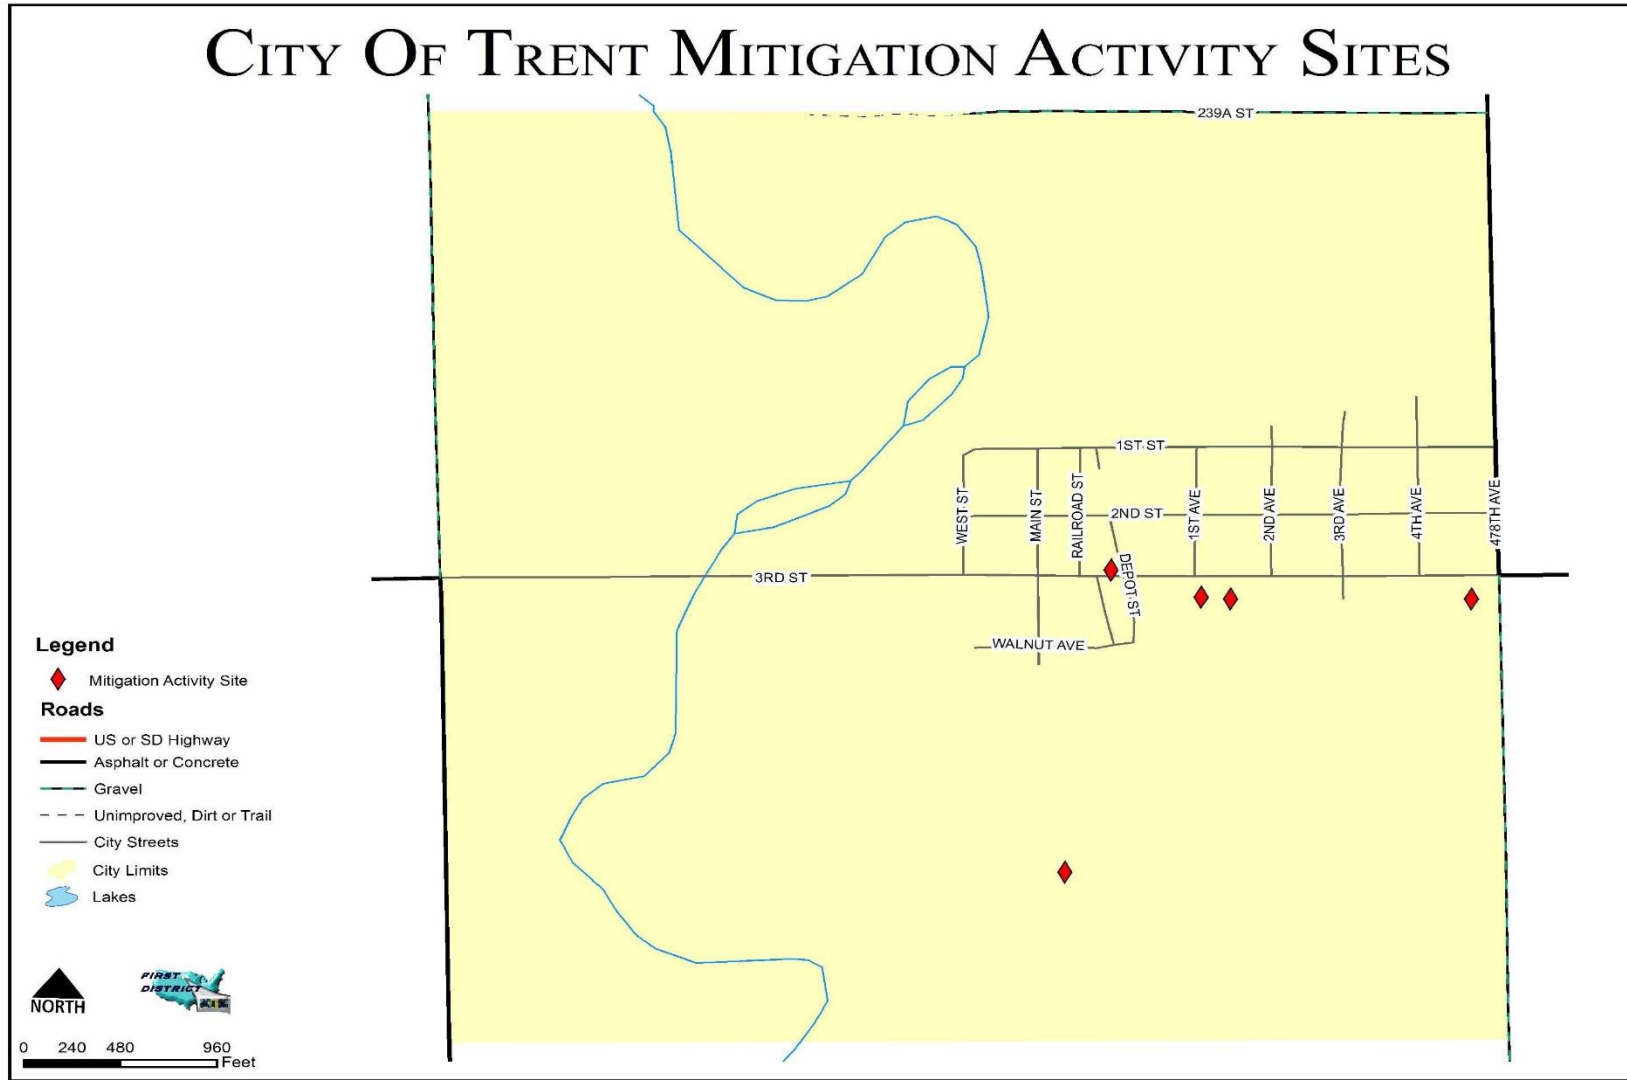 CITY OF TRENT MITIGATION ACTIVITY SITES
239A ST
1ST ST
WEST ST
MAIN ST
RAILROAD ST
2ND ST
1ST AVE
2ND AVE
3RD AVE
4TH AVE
478TH AVE
DEPOT ST
3RD ST
WALNUT AVE
Legend
Mitigation Activity Site
Roads
US or SD Highway
Asphalt or Concrete
Gravel
Unimproved, Dirt or Trail
City Streets
City Limits
Lakes
NORTH
FIRST
DISTRICT
0 240 480 960
Feet